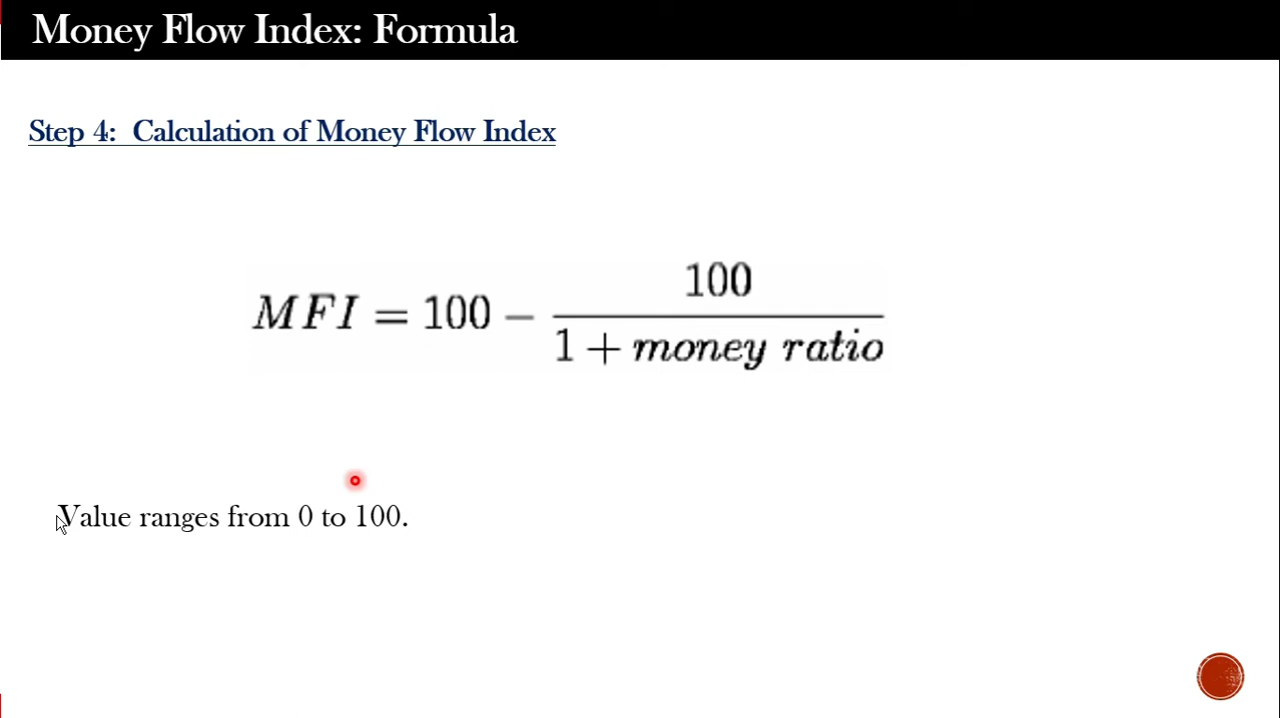 Money Flow Index: Formula
Step 4: Calculation of Money Flow Index
MFI = 100 − 100 / 1 + money ratio
Value ranges from 0 to 100.